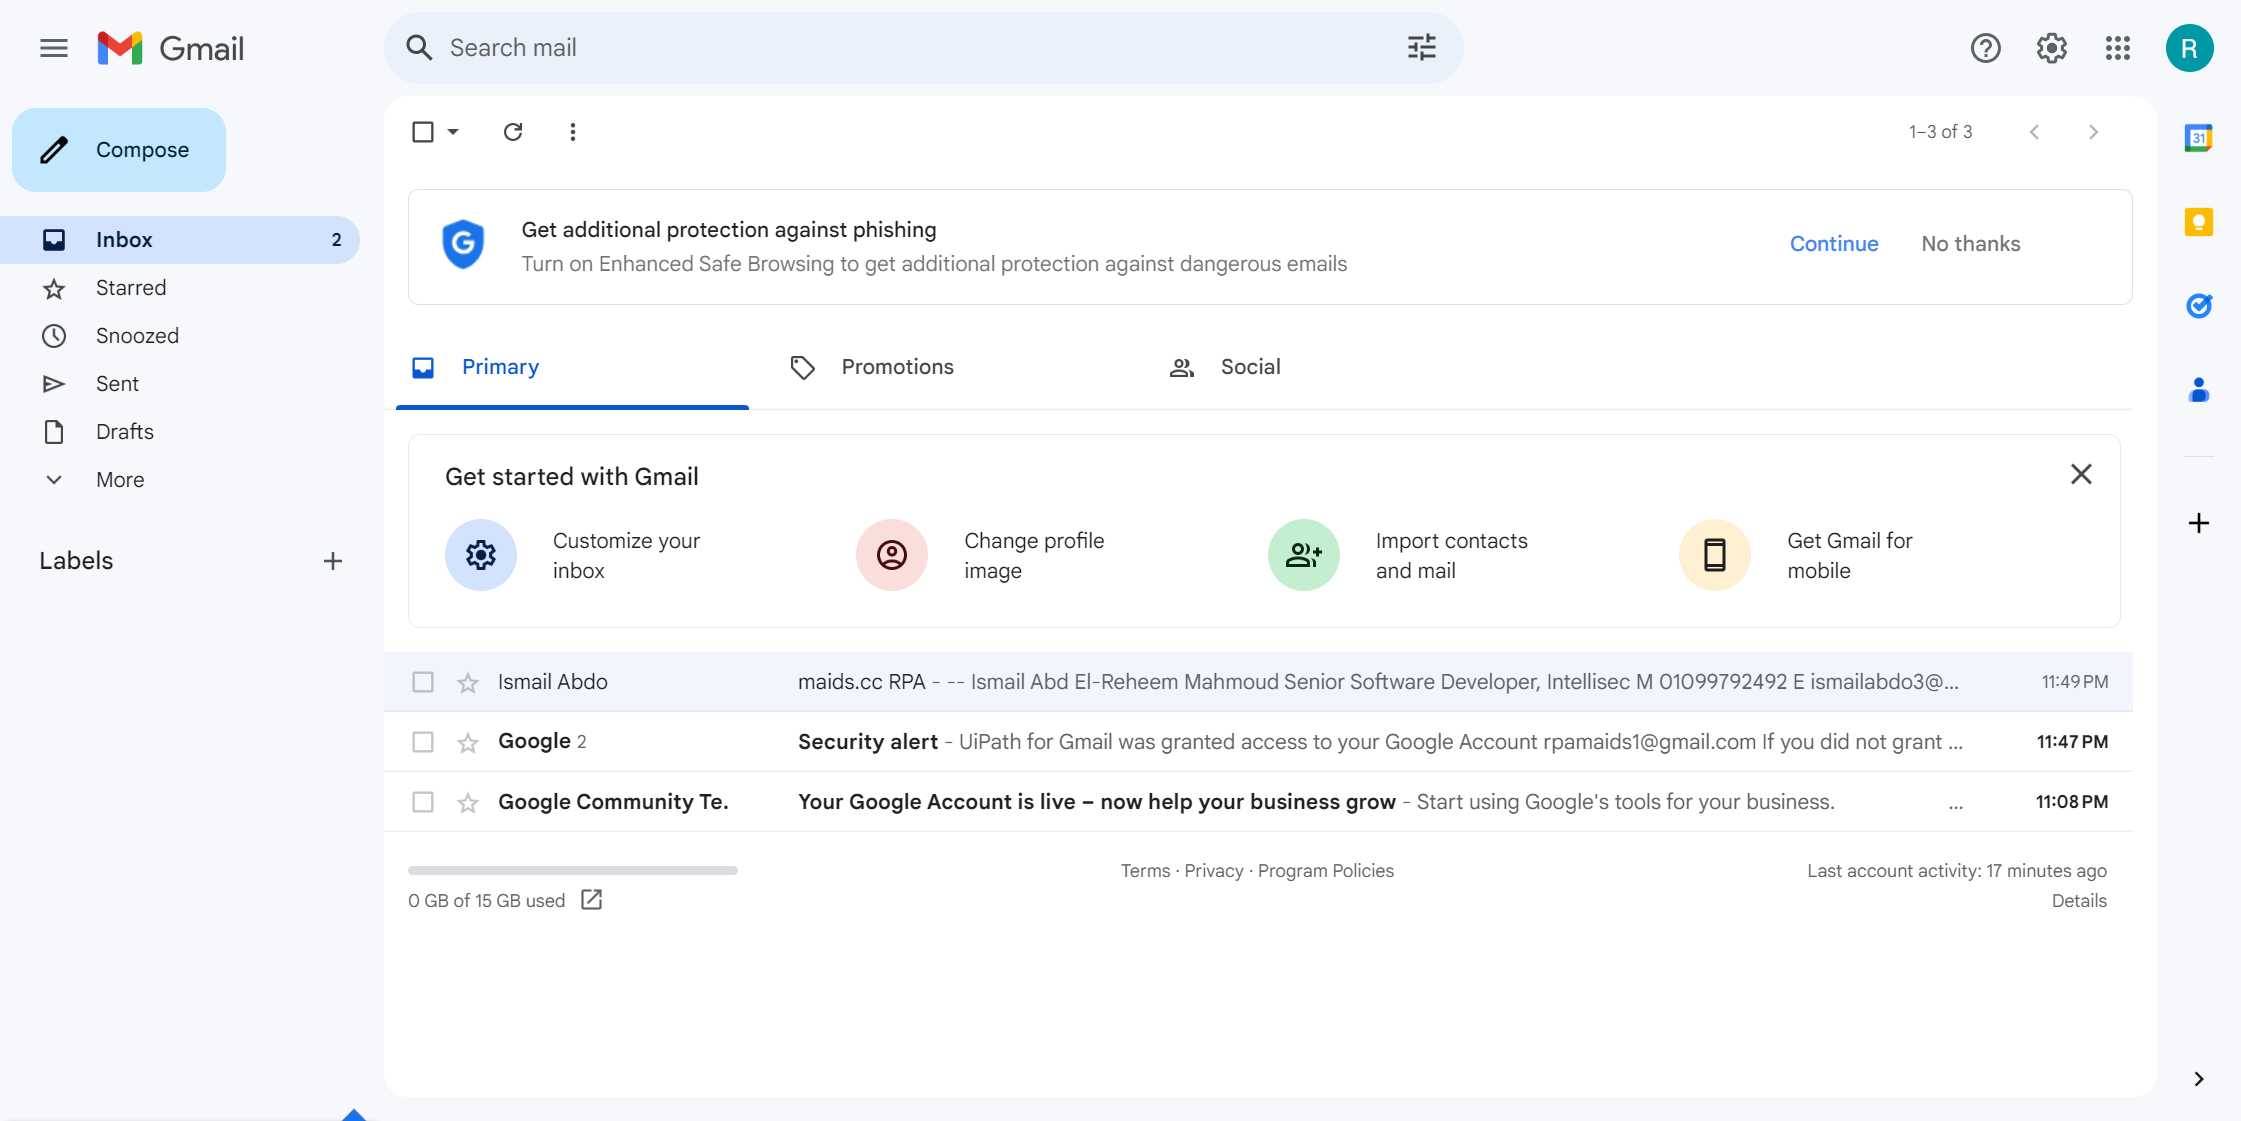 Gmail
Search mail
R
Compose
1–3 of 3
31
Get additional protection against phishing
Turn on Enhanced Safe Browsing to get additional protection against dangerous emails
Continue
No thanks
Inbox 2
Starred
Snoozed
Sent
Drafts
More
Labels
Primary
Promotions
Social
Get started with Gmail
Customize your
inbox
Change profile
image
Import contacts
and mail
Get Gmail for
mobile
Ismail Abdo maids.cc RPA - -- Ismail Abd El-Reheem Mahmoud Senior Software Developer, Intellisec M 01099792492 E ismailabdo3@... 11:49 PM
Google 2 Security alert - UiPath for Gmail was granted access to your Google Account rpamaids1@gmail.com If you did not grant ... 11:47 PM
Google Community Te. Your Google Account is live – now help your business grow - Start using Google's tools for your business. ... 11:08 PM
0 GB of 15 GB used
Terms · Privacy · Program Policies
Last account activity: 17 minutes ago
Details